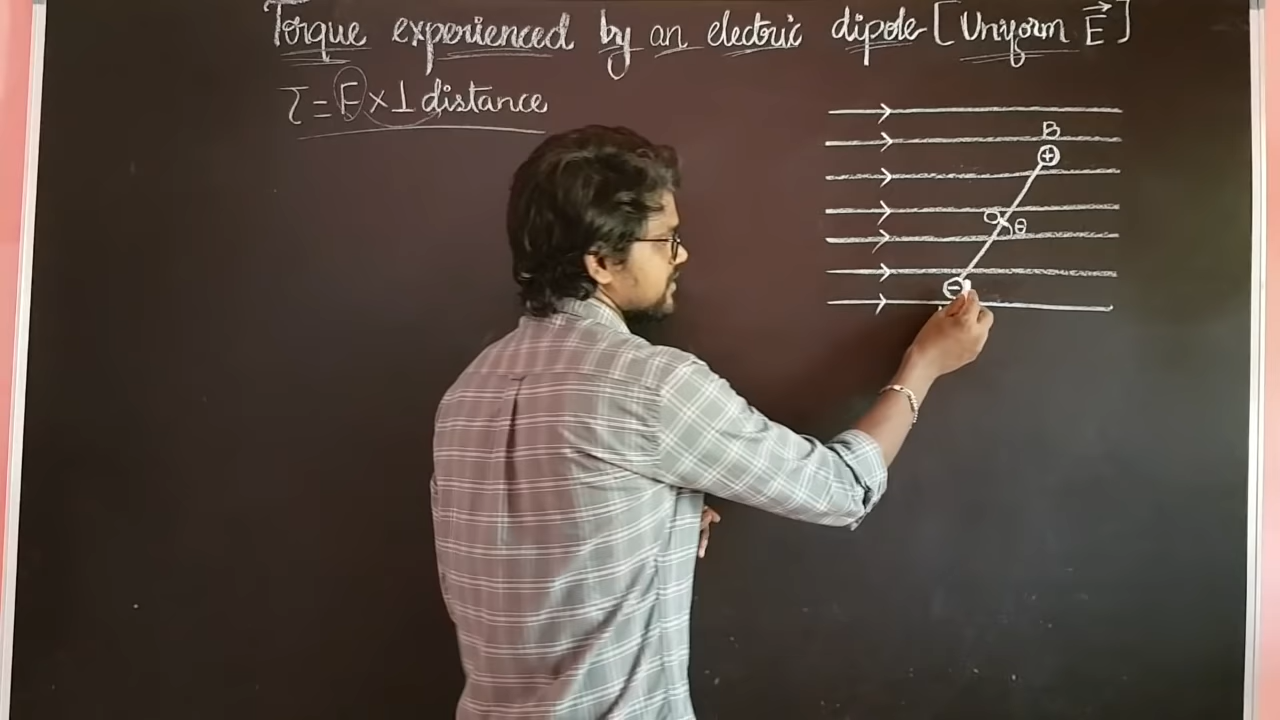 Torque experienced by an electric dipole [Uniform E⃗]
τ = F × ⊥ distance
B
+
O
θ
−